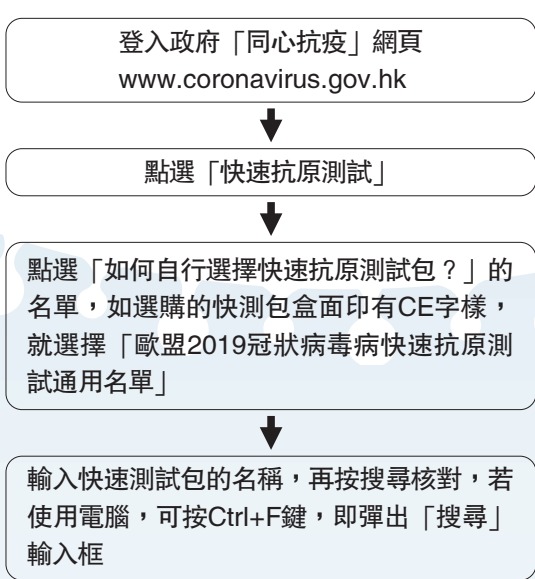 登入政府「同心抗疫」網頁
www.coronavirus.gov.hk
點選「快速抗原測試」
點選「如何自行選擇快速抗原測試包？」的
名單，如選購的快測包盒面印有CE字樣，
就選擇「歐盟2019冠狀病毒病快速抗原測
試通用名單」
輸入快速測試包的名稱，再按搜尋核對，若
使用電腦，可按Ctrl+F鍵，即彈出「搜尋」
輸入框